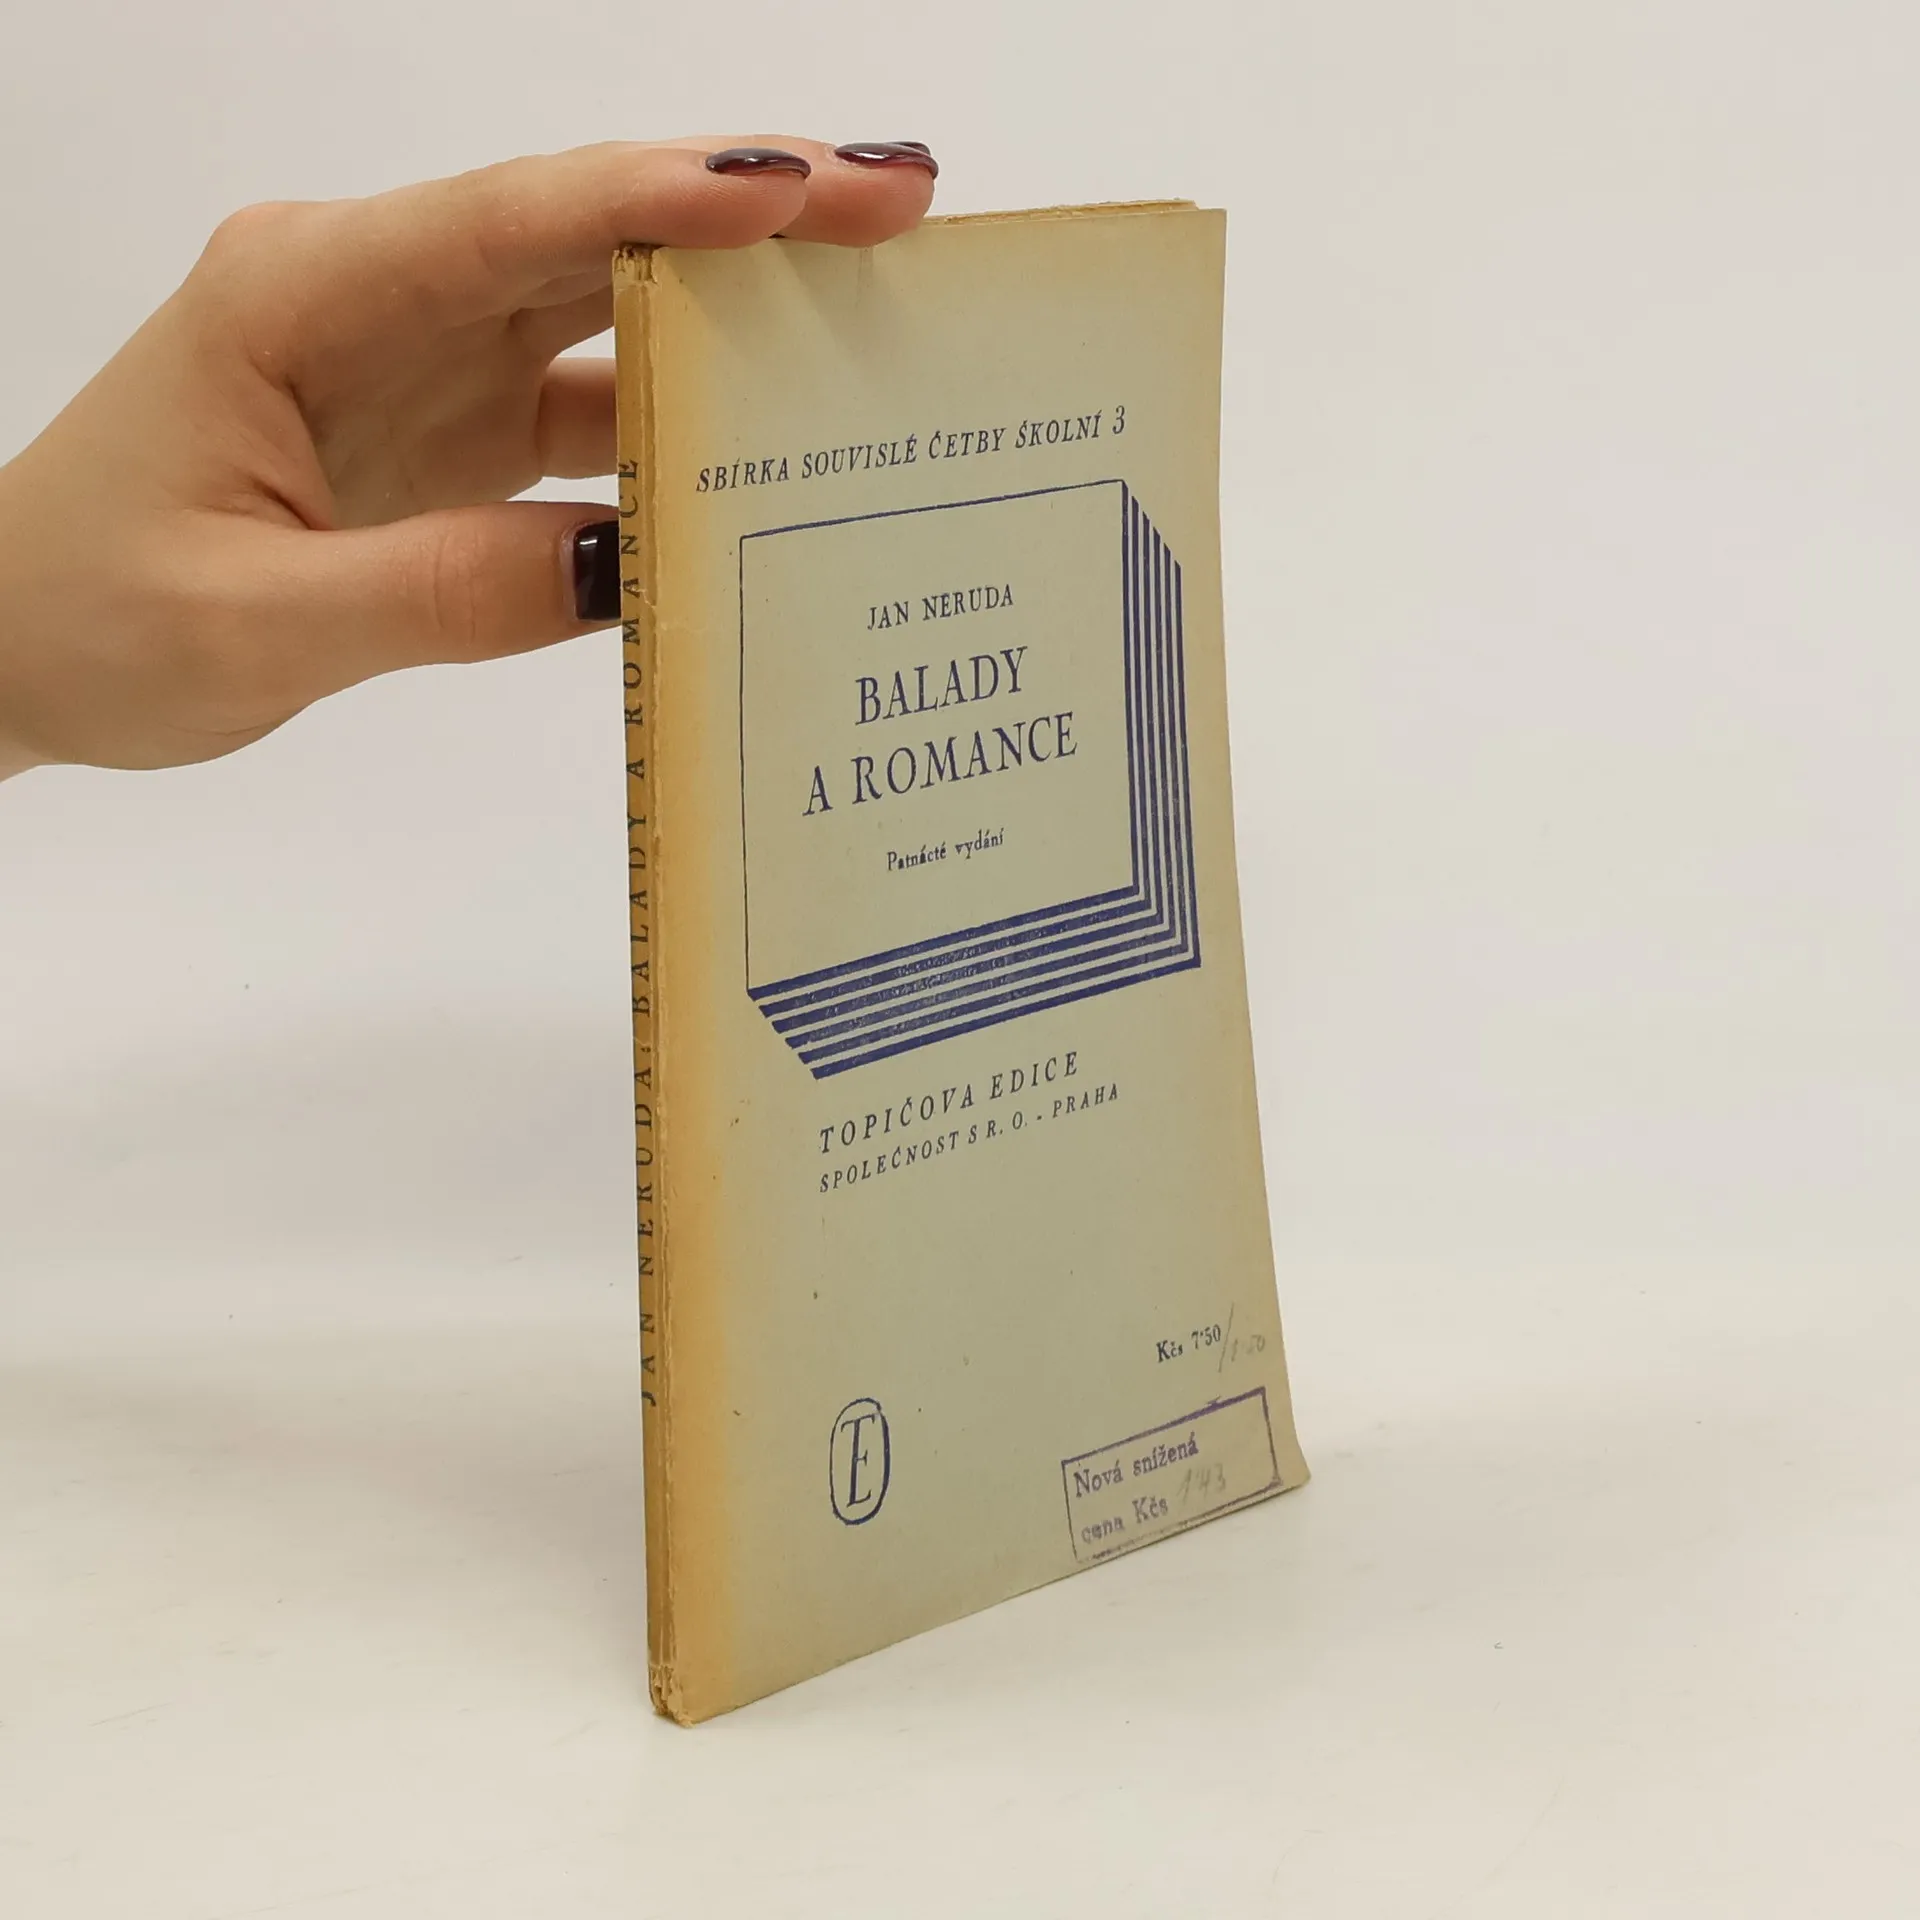 SBÍRKA SOUVISLÉ ČETBY ŠKOLNÍ 3
JAN NERUDA
BALADY
A ROMANCE
Patnácté vydání
TOPIČOVA EDICE
SPOLEČNOST S R. O. - PRAHA
Kčs 7·50
TE
Nová snížená
cena Kčs 1·43
JAN NERUDA: BALADY A ROMANCE